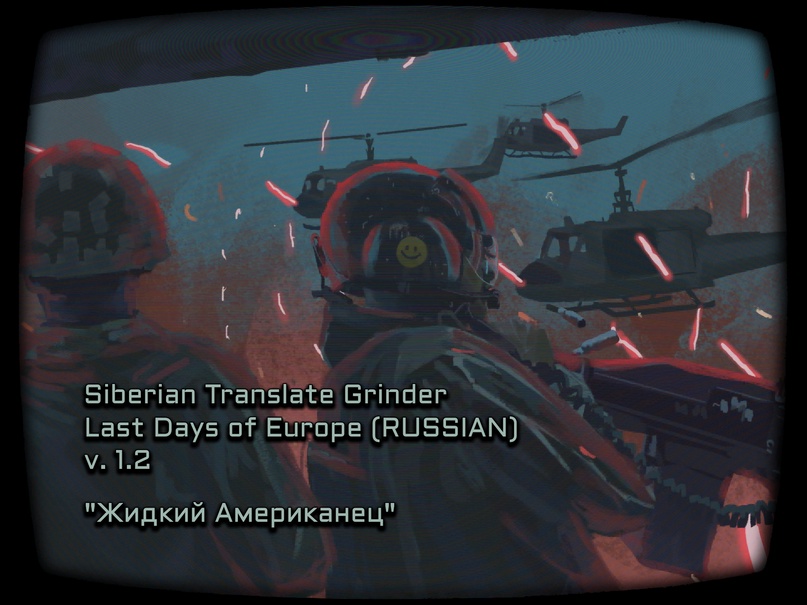 Siberian Translate Grinder
Last Days of Europe (RUSSIAN)
v. 1.2
"Жидкий Американец"